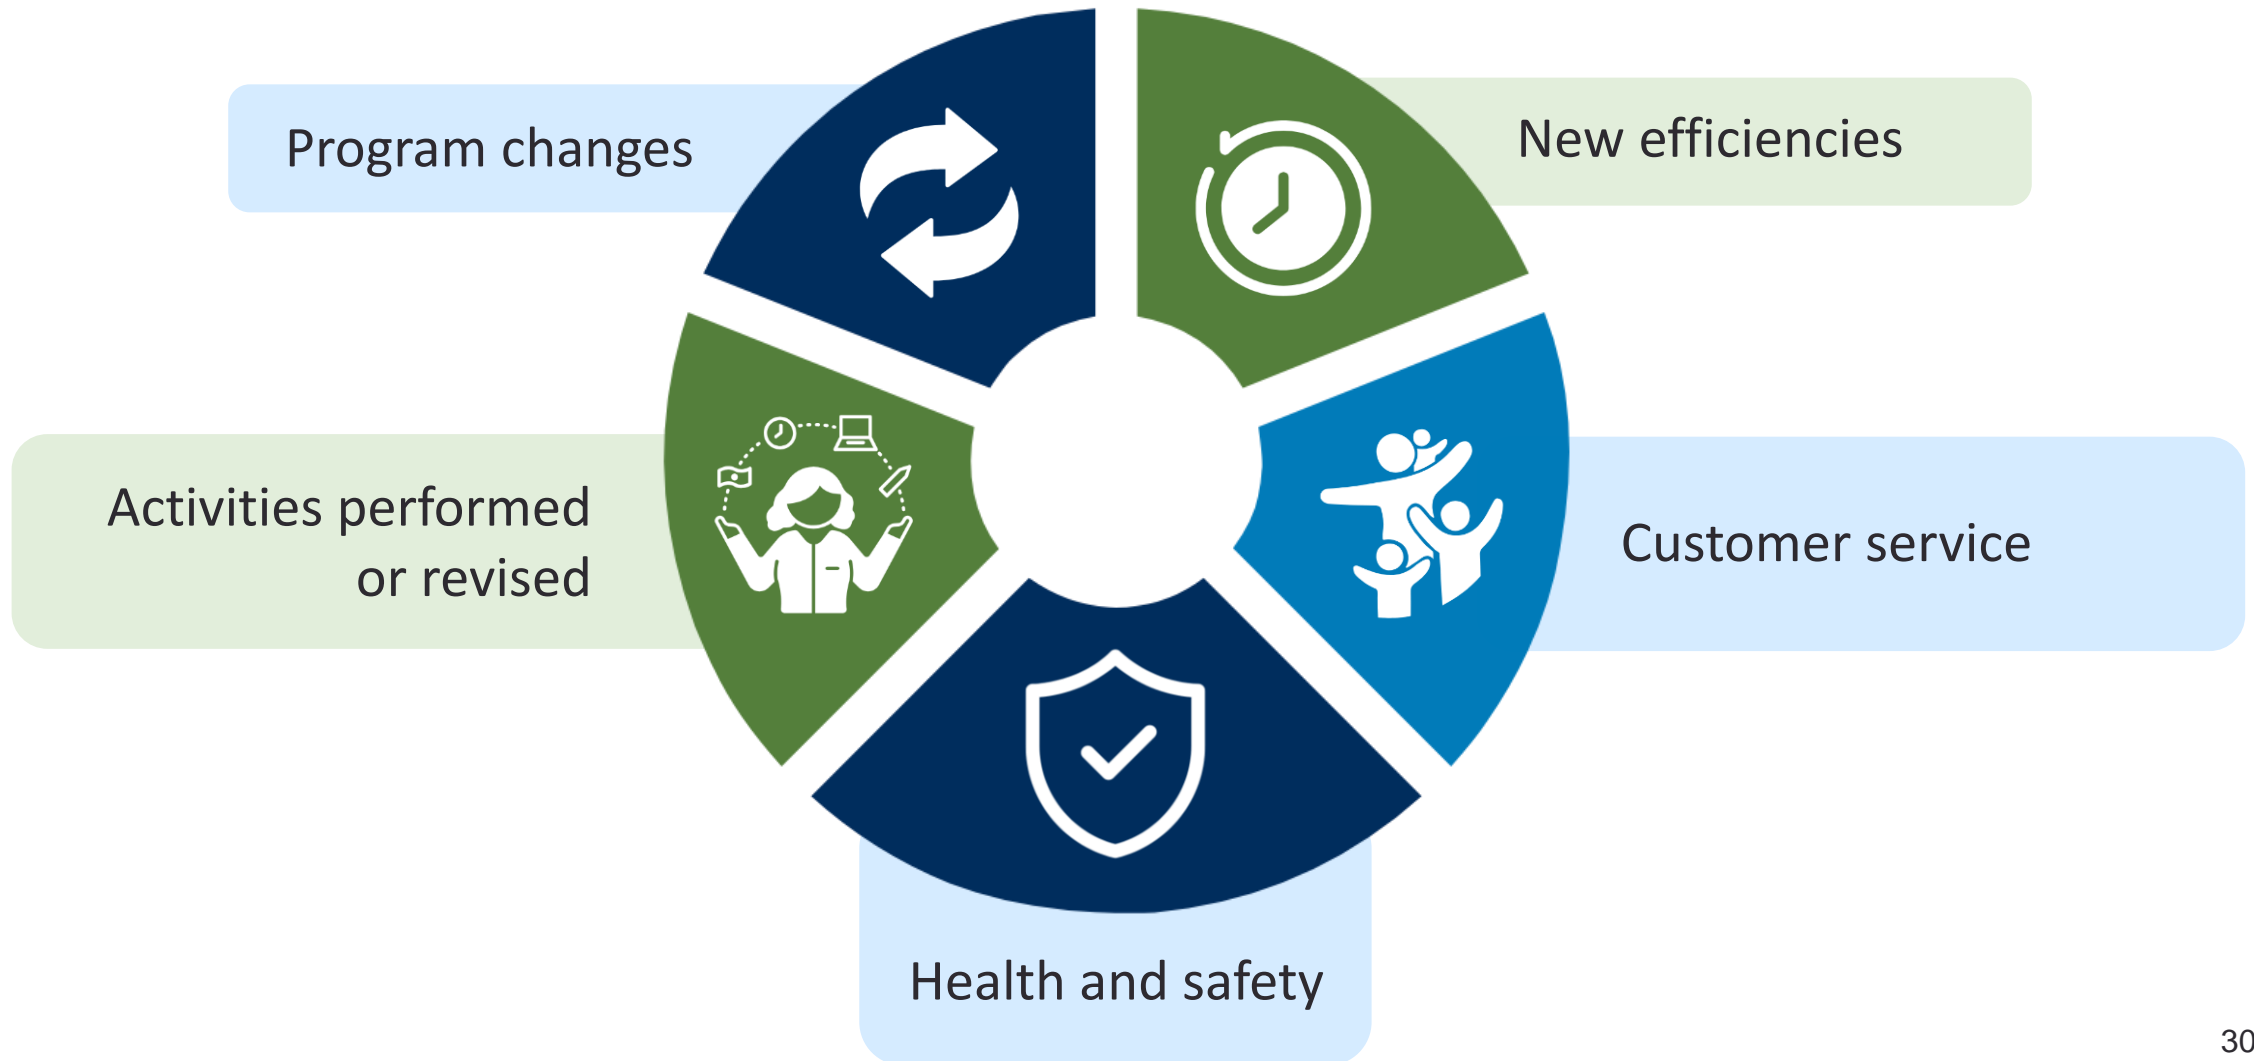 Program changes
New efficiencies
Activities performed
or revised
Customer service
Health and safety
30